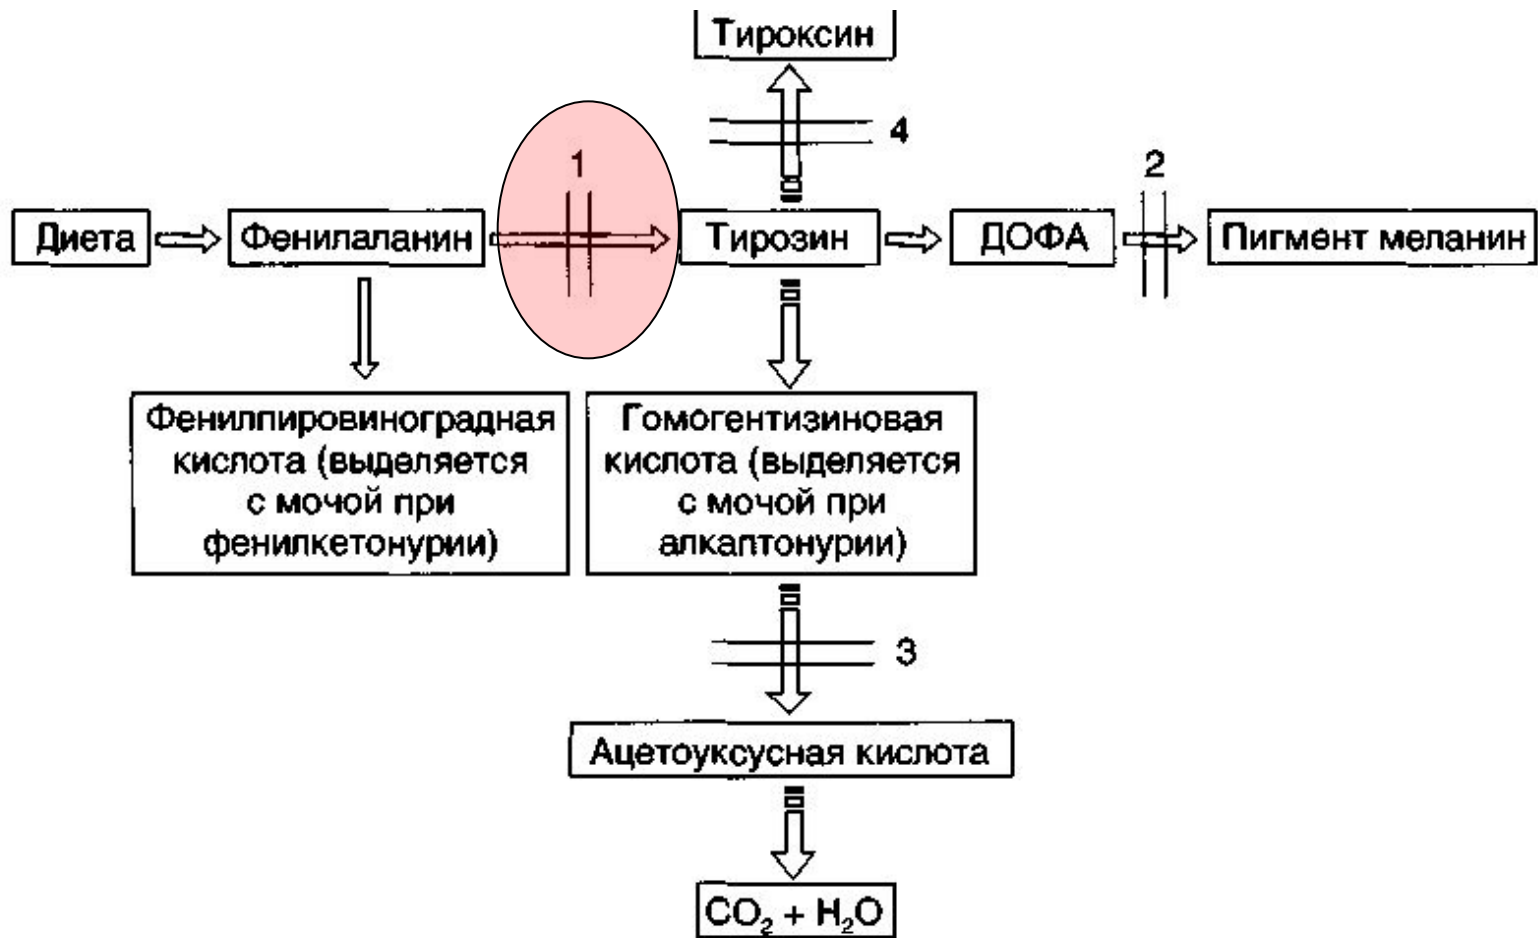 Тироксин
4
1
2
Диета
Фенилаланин
Тирозин
ДОФА
Пигмент меланин
Фенилпировиноградная
кислота (выделяется
с мочой при
фенилкетонурии)
Гомогентизиновая
кислота (выделяется
с мочой при
алкаптонурии)
3
Ацетоуксусная кислота
CO₂ + H₂O